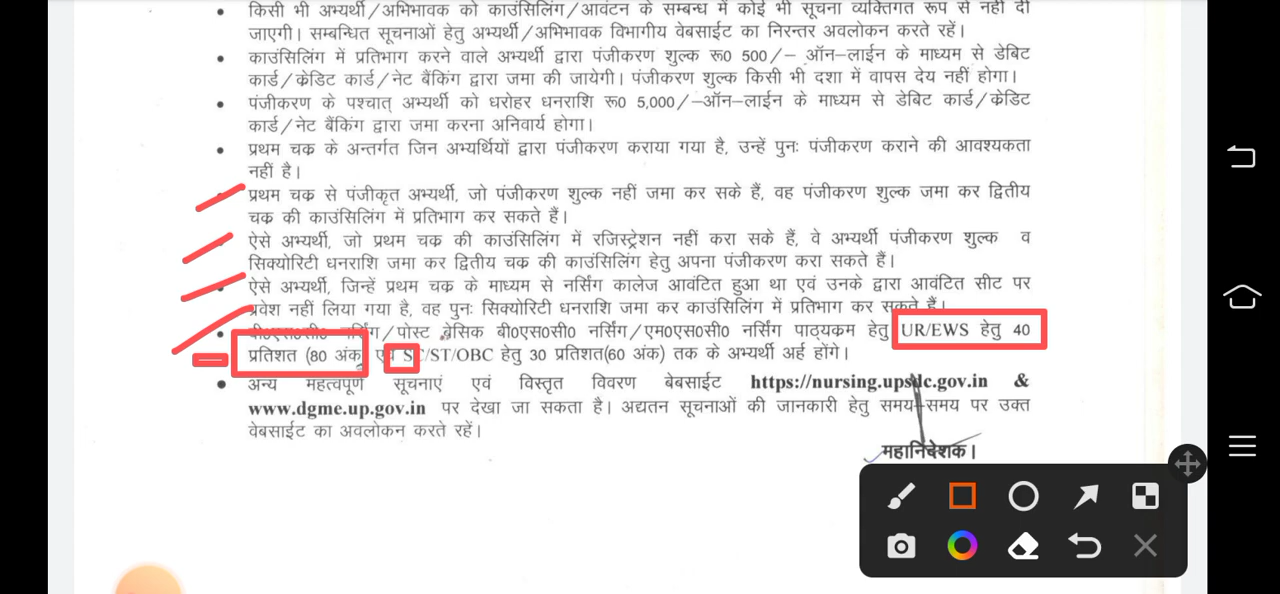 किसी भी अभ्यर्थी/अभिभावक को काउंसिलिंग/आवंटन के सम्बन्ध में कोई भी सूचना व्यक्तिगत रूप से नहीं दी
जाएगी। सम्बन्धित सूचनाओं हेतु अभ्यर्थी/अभिभावक विभागीय वेबसाईट का निरन्तर अवलोकन करते रहें।
काउंसिलिंग में प्रतिभाग करने वाले अभ्यर्थी द्वारा पंजीकरण शुल्क रू0 500/- ऑन-लाईन के माध्यम से डेबिट
कार्ड/क्रेडिट कार्ड/नेट बैंकिंग द्वारा जमा की जायेगी। पंजीकरण शुल्क किसी भी दशा में वापस देय नहीं होगा।
पंजीकरण के पश्चात् अभ्यर्थी को धरोहर धनराशि रू0 5,000/-ऑन-लाईन के माध्यम से डेबिट कार्ड/क्रेडिट
कार्ड/नेट बैंकिंग द्वारा जमा करना अनिवार्य होगा।
प्रथम चक्र के अन्तर्गत जिन अभ्यर्थियों द्वारा पंजीकरण कराया गया है, उन्हें पुनः पंजीकरण कराने की आवश्यकता
नहीं है।
प्रथम चक्र से पंजीकृत अभ्यर्थी, जो पंजीकरण शुल्क नहीं जमा कर सके हैं, वह पंजीकरण शुल्क जमा कर द्वितीय
चक्र की काउंसिलिंग में प्रतिभाग कर सकते हैं।
ऐसे अभ्यर्थी, जो प्रथम चक्र की काउंसिलिंग में रजिस्ट्रेशन नहीं करा सके हैं, वे अभ्यर्थी पंजीकरण शुल्क व
सिक्योरिटी धनराशि जमा कर द्वितीय चक्र की काउंसिलिंग हेतु अपना पंजीकरण करा सकते हैं।
ऐसे अभ्यर्थी, जिन्हें प्रथम चक्र के माध्यम से नर्सिंग कालेज आवंटित हुआ था एवं उनके द्वारा आवंटित सीट पर
प्रवेश नहीं लिया गया है, वह पुनः सिक्योरिटी धनराशि जमा कर काउंसिलिंग में प्रतिभाग कर सकते हैं।
बी0एस0सी0 नर्सिंग/पोस्ट बेसिक बी0एस0सी0 नर्सिंग/एम0एस0सी0 नर्सिंग पाठ्यक्रम हेतु UR/EWS हेतु 40
प्रतिशत (80 अंक) एवं SC/ST/OBC हेतु 30 प्रतिशत(60 अंक) तक के अभ्यर्थी अर्ह होंगे।
अन्य महत्वपूर्ण सूचनाएं एवं विस्तृत विवरण बेबसाईट https://nursing.upsdc.gov.in &
www.dgme.up.gov.in पर देखा जा सकता है। अद्यतन सूचनाओं की जानकारी हेतु समय-समय पर उक्त
वेबसाईट का अवलोकन करते रहें।
महानिदेशक।